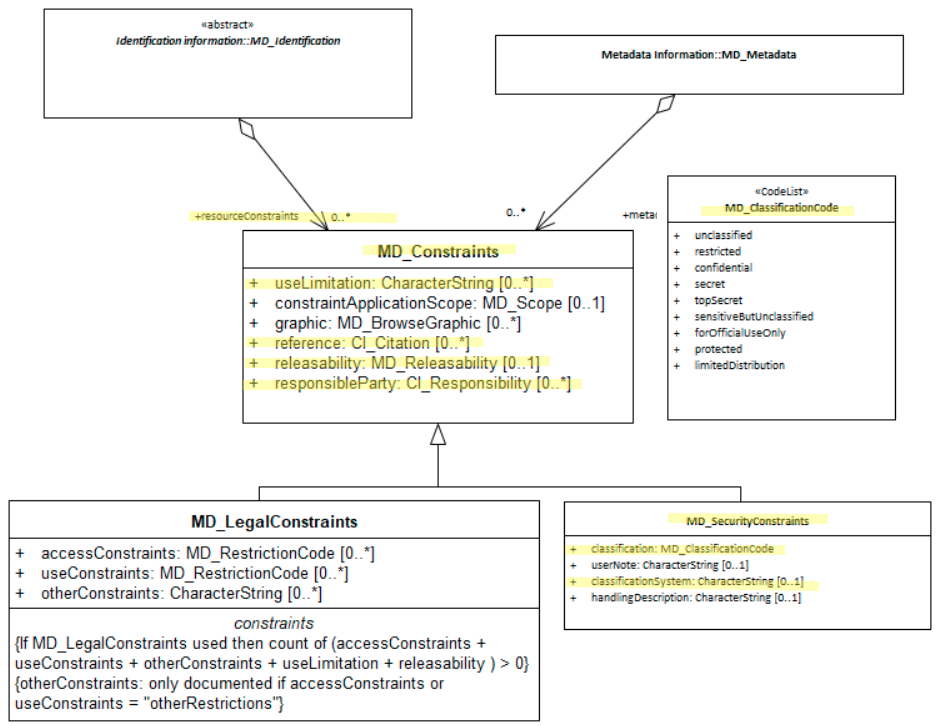 «abstract»
Identification information::MD_Identification
Metadata Information::MD_Metadata
+resourceConstraints 0..*
0..* +metac
«CodeList»
MD_ClassificationCode
+ unclassified
+ restricted
+ confidential
+ secret
+ topSecret
+ sensitiveButUnclassified
+ forOfficialUseOnly
+ protected
+ limitedDistribution
MD_Constraints
+ useLimitation: CharacterString [0..*]
+ constraintApplicationScope: MD_Scope [0..1]
+ graphic: MD_BrowseGraphic [0..*]
+ reference: CI_Citation [0..*]
+ releasability: MD_Releasability [0..1]
+ responsibleParty: CI_Responsibility [0..*]
MD_LegalConstraints
+ accessConstraints: MD_RestrictionCode [0..*]
+ useConstraints: MD_RestrictionCode [0..*]
+ otherConstraints: CharacterString [0..*]
constraints
{If MD_LegalConstraints used then count of (accessConstraints +
useConstraints + otherConstraints + useLimitation + releasability ) > 0}
{otherConstraints: only documented if accessConstraints or
useConstraints = "otherRestrictions"}
MD_SecurityConstraints
+ classification: MD_ClassificationCode
+ userNote: CharacterString [0..1]
+ classificationSystem: CharacterString [0..1]
+ handlingDescription: CharacterString [0..1]